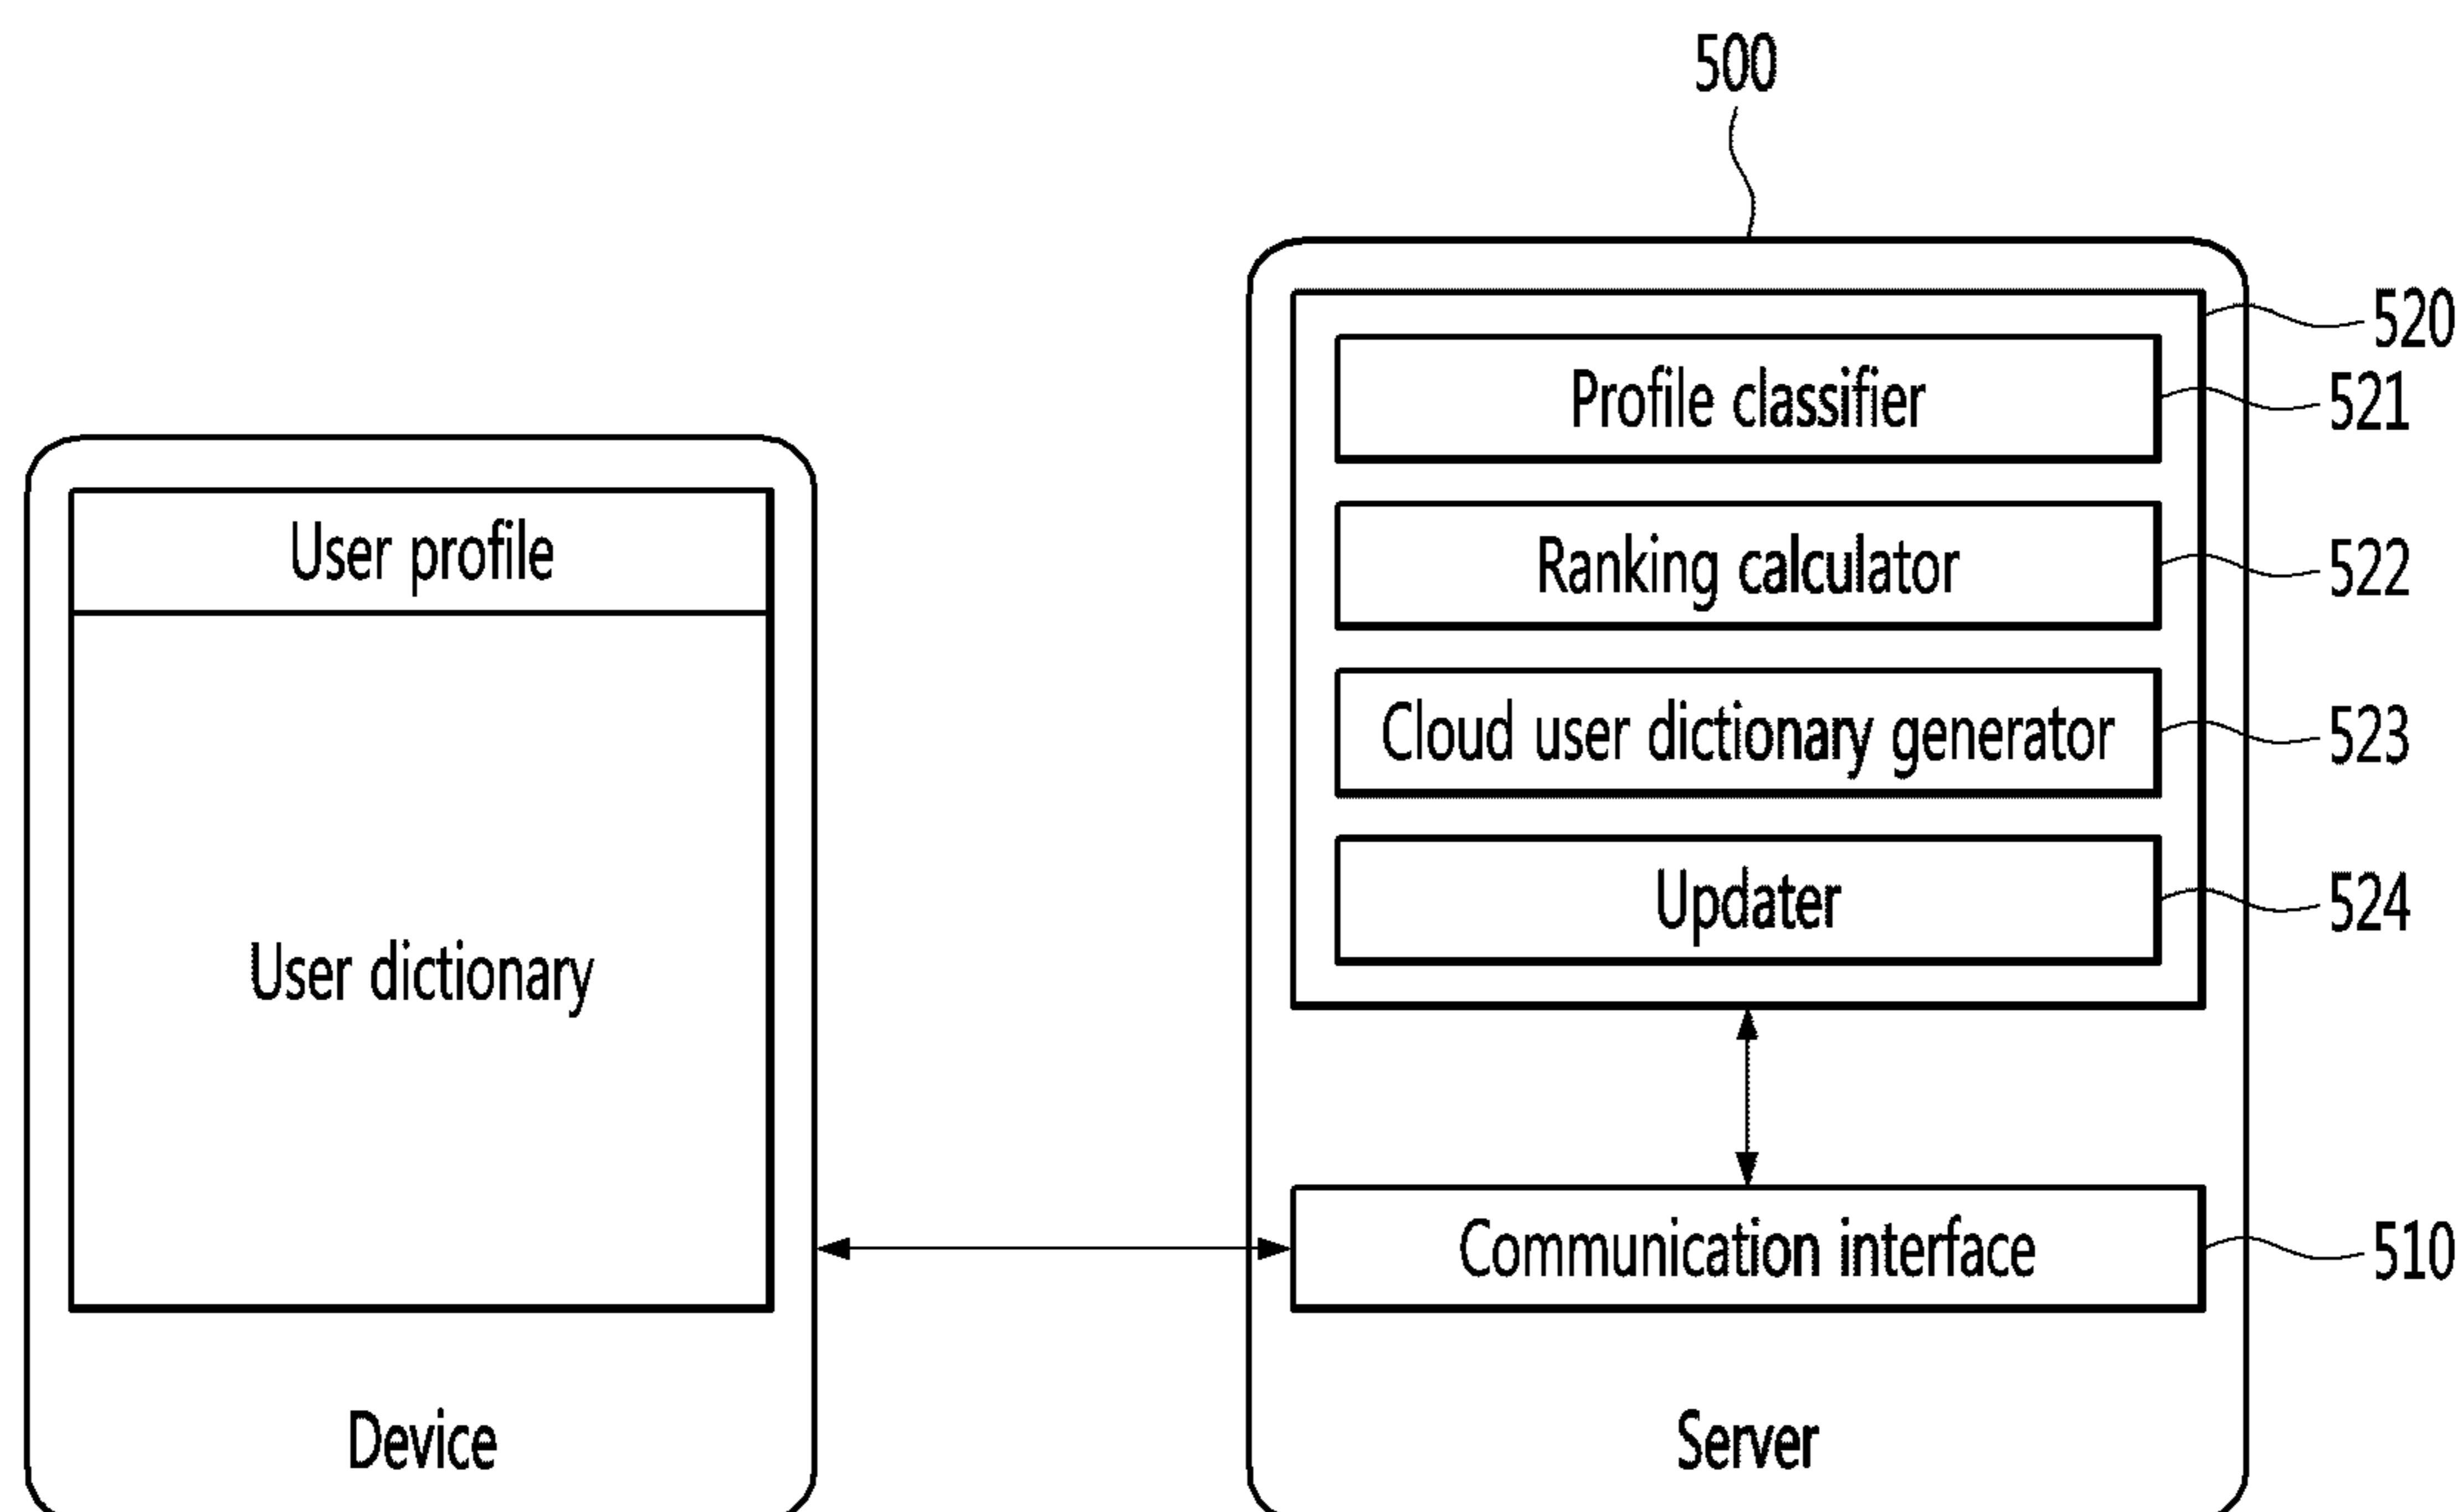 500
520
Profile classifier
521
User profile
Ranking calculator
522
Cloud user dictionary generator
523
Updater
524
User dictionary
Communication interface
510
Device
Server